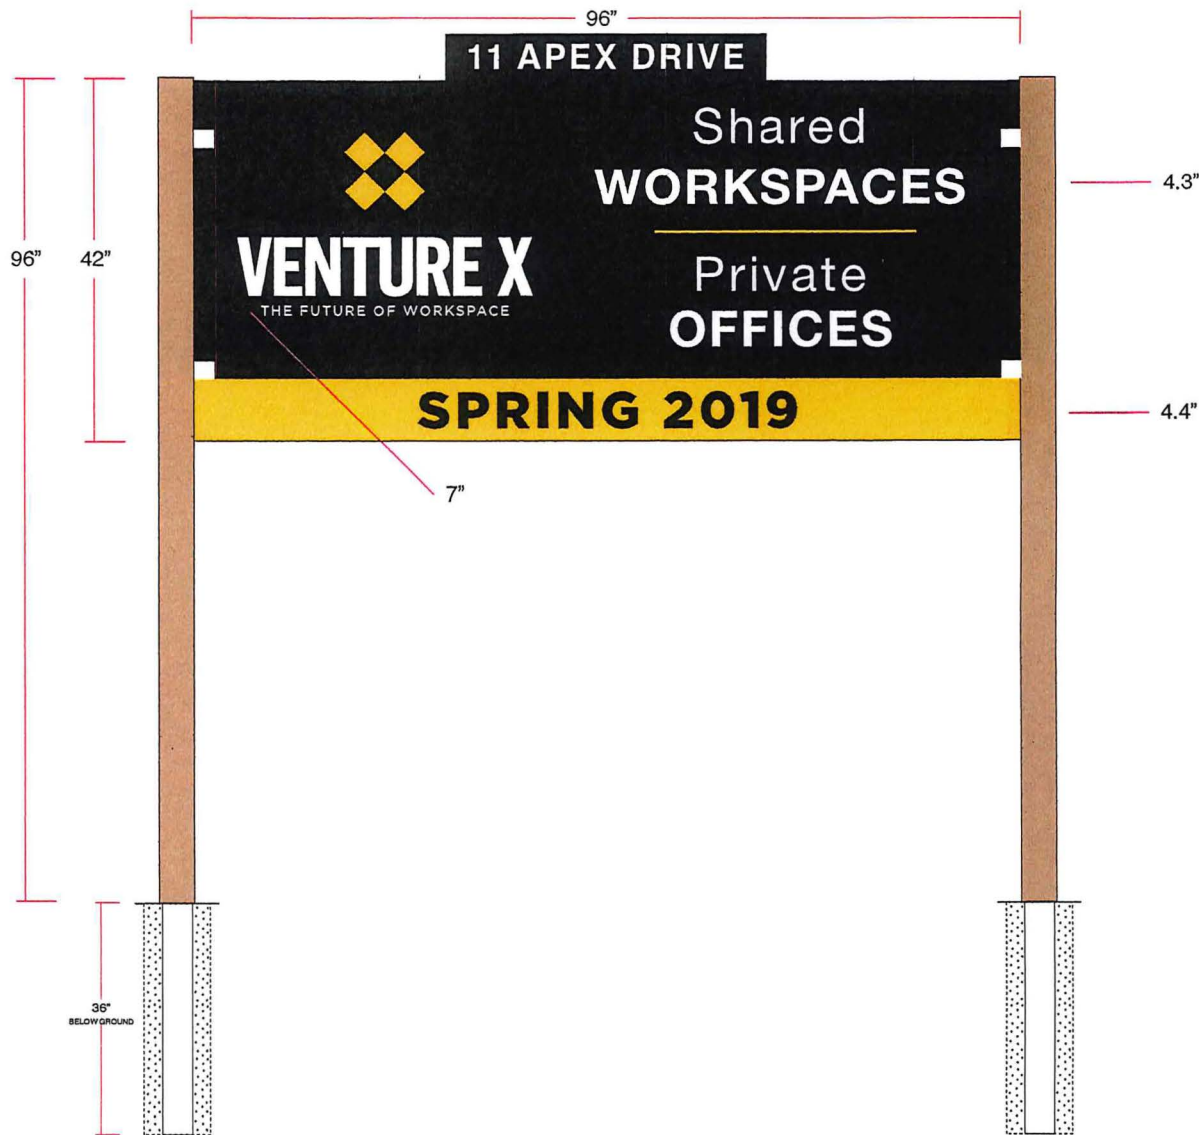 96”
11 APEX DRIVE
Shared
WORKSPACES
4.3”
96”
42”
VENTURE X
THE FUTURE OF WORKSPACE
Private
OFFICES
SPRING 2019
4.4”
7”
36”
BELOW GROUND